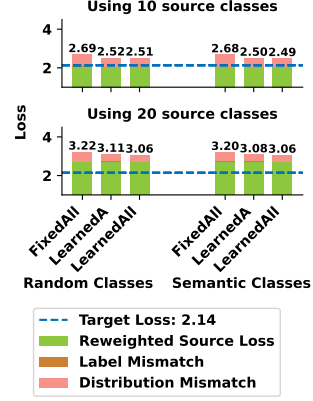 Using 10 source classes
4
2.69 2.52 2.51 2.68 2.50 2.49
2
Loss
Using 20 source classes
4
3.22 3.11 3.06 3.20 3.08 3.06
2
FixedAll LearnedA LearnedAll FixedAll LearnedA LearnedAll
Random Classes Semantic Classes
Target Loss: 2.14
Reweighted Source Loss
Label Mismatch
Distribution Mismatch